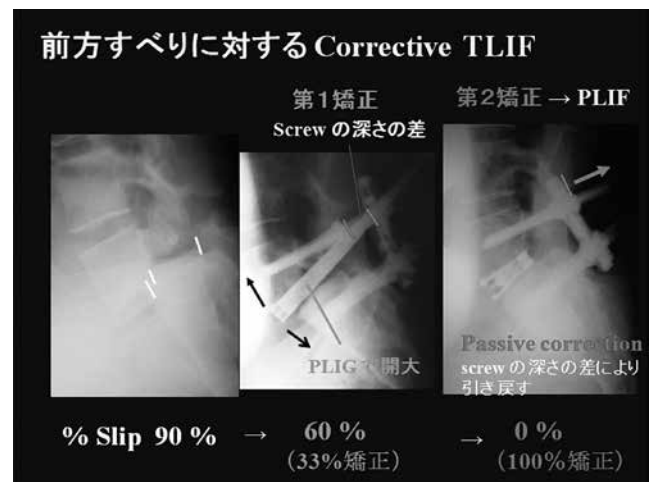 前方すべりに対する Corrective TLIF
第1矯正
Screw の深さの差
第2矯正 → PLIF
PLIG で開大
Passive correction
screw の深さの差により
引き戻す
% Slip 90 % → 60 % → 0 %
(33%矯正) (100%矯正)